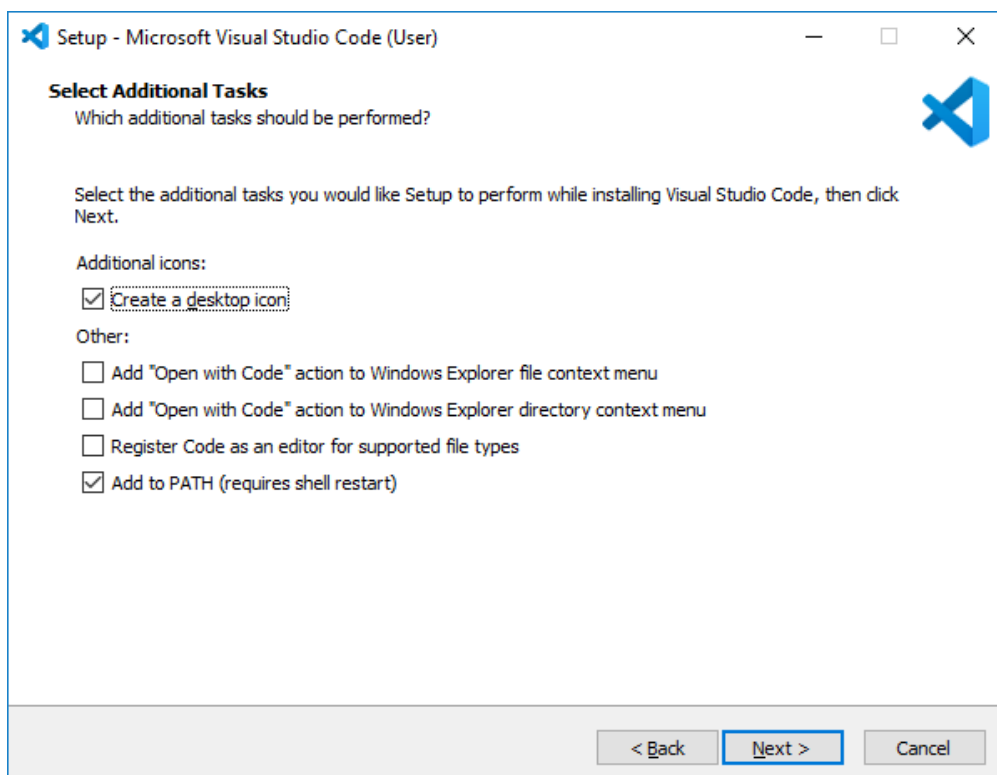 Setup - Microsoft Visual Studio Code (User)
Select Additional Tasks
Which additional tasks should be performed?
Select the additional tasks you would like Setup to perform while installing Visual Studio Code, then click
Next.
Additional icons:
Create a desktop icon
Other:
Add "Open with Code" action to Windows Explorer file context menu
Add "Open with Code" action to Windows Explorer directory context menu
Register Code as an editor for supported file types
Add to PATH (requires shell restart)
< Back Next > Cancel